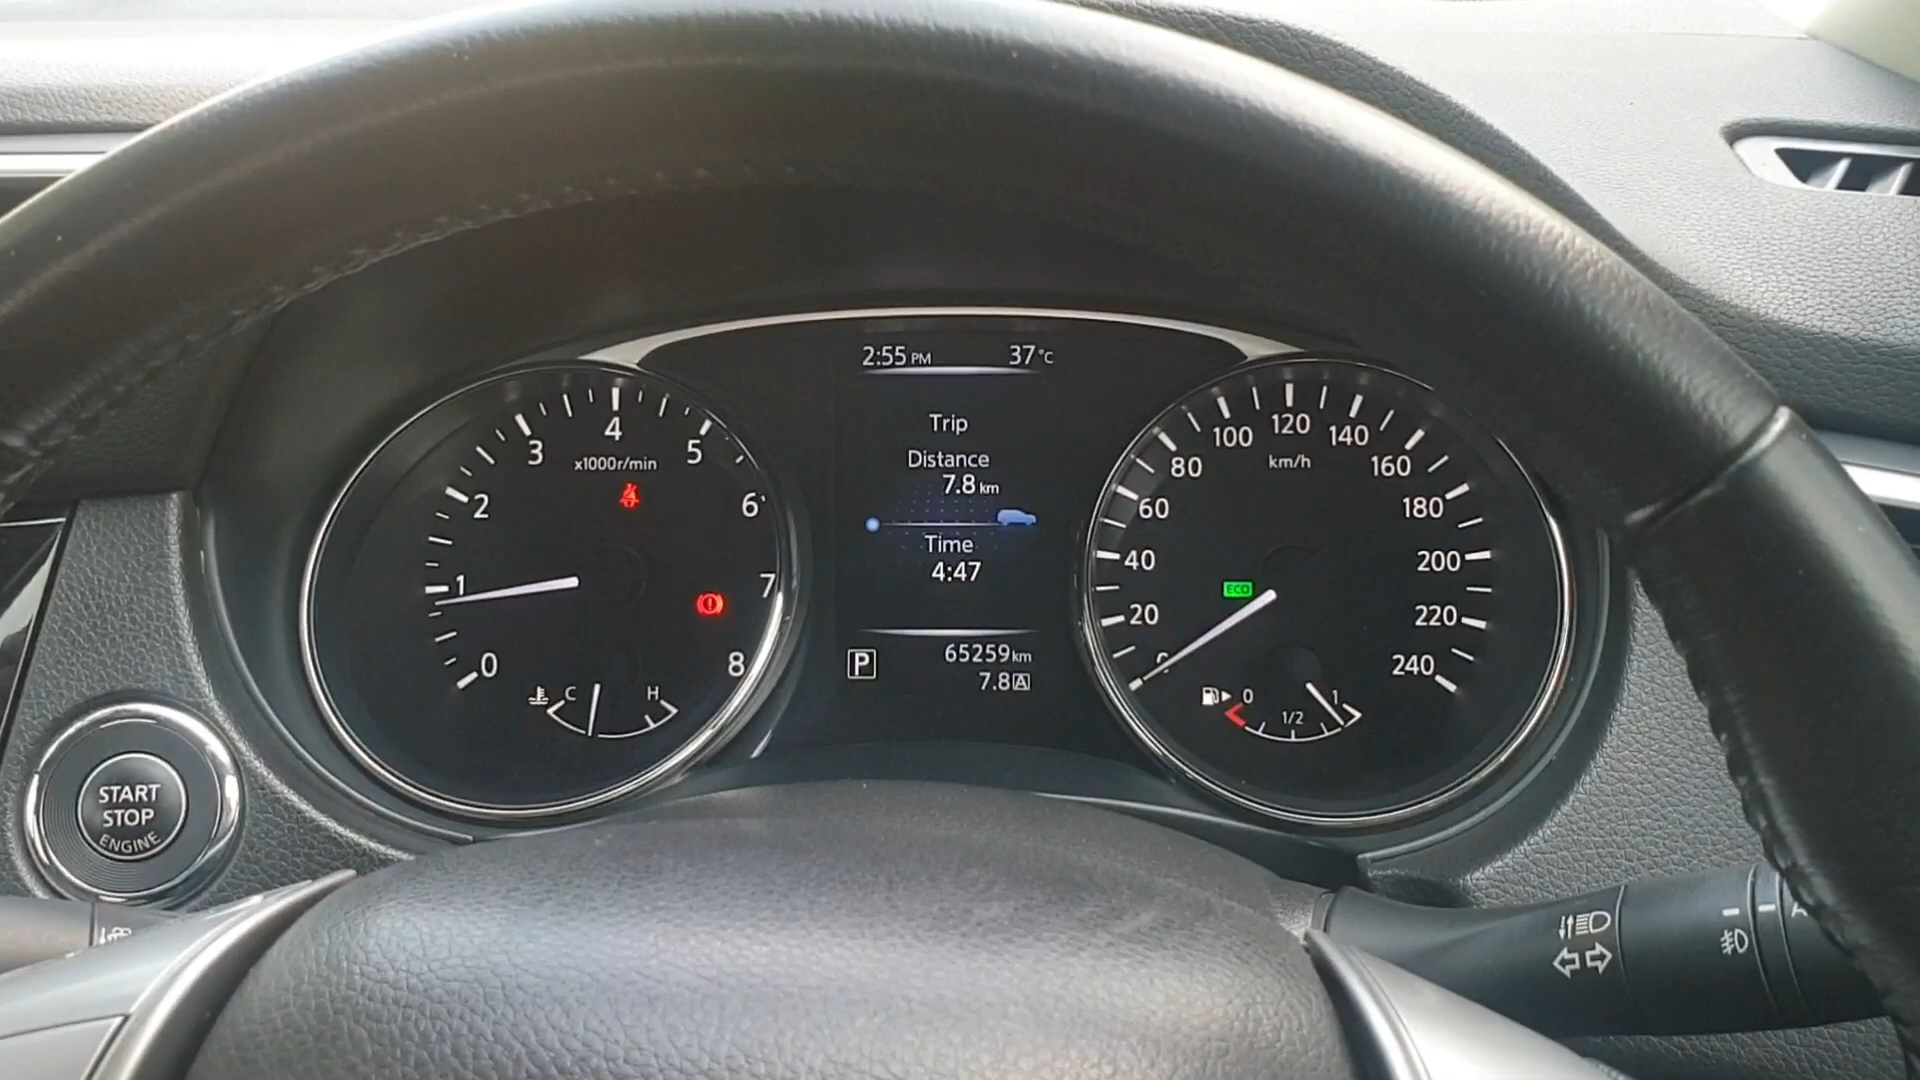 2:55 PM 37°C
Trip
Distance
7.8 km
Time
4:47
P 65259 km
7.8 A
0
1
2
3
4
5
6
7
8
x1000r/min
C H
0
20
40
60
80
100
120
140
160
180
200
220
240
km/h
ECO
0 1/2 1
START
STOP
ENGINE